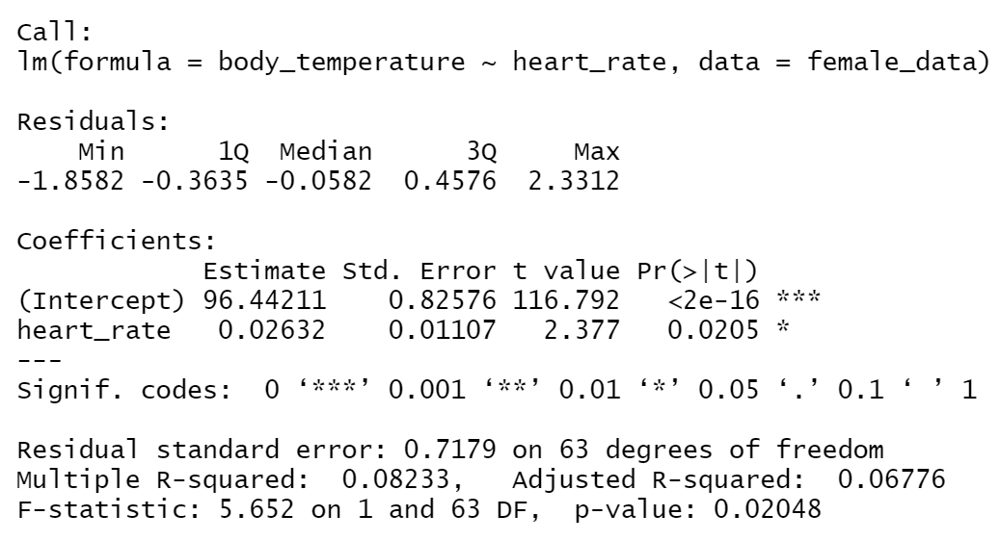 Call:
lm(formula = body_temperature ~ heart_rate, data = female_data)
Residuals:
    Min      1Q  Median      3Q     Max
-1.8582 -0.3635 -0.0582  0.4576  2.3312
Coefficients:
            Estimate Std. Error t value Pr(>|t|)
(Intercept) 96.44211    0.82576 116.792   <2e-16 ***
heart_rate   0.02632    0.01107   2.377   0.0205 *
---
Signif. codes:  0 ‘***’ 0.001 ‘**’ 0.01 ‘*’ 0.05 ‘.’ 0.1 ‘ ’ 1
Residual standard error: 0.7179 on 63 degrees of freedom
Multiple R-squared:  0.08233,   Adjusted R-squared:  0.06776
F-statistic: 5.652 on 1 and 63 DF,  p-value: 0.02048